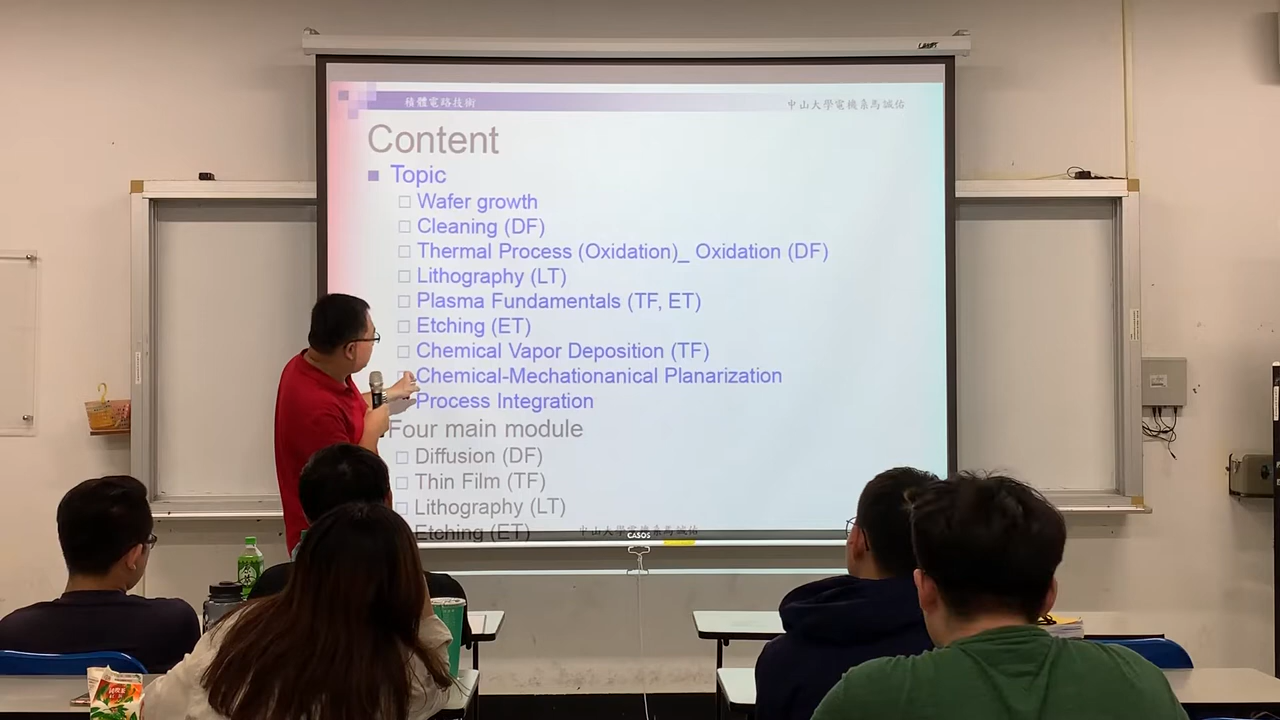 積體電路技術
中山大學電機系馬誠佑
Content
Topic
Wafer growth
Cleaning (DF)
Thermal Process (Oxidation)_ Oxidation (DF)
Lithography (LT)
Plasma Fundamentals (TF, ET)
Etching (ET)
Chemical Vapor Deposition (TF)
Chemical-Mechationanical Planarization
Process Integration
Four main module
Diffusion (DF)
Thin Film (TF)
Lithography (LT)
Etching (ET)
中山大學電機系馬誠佑
CASOS